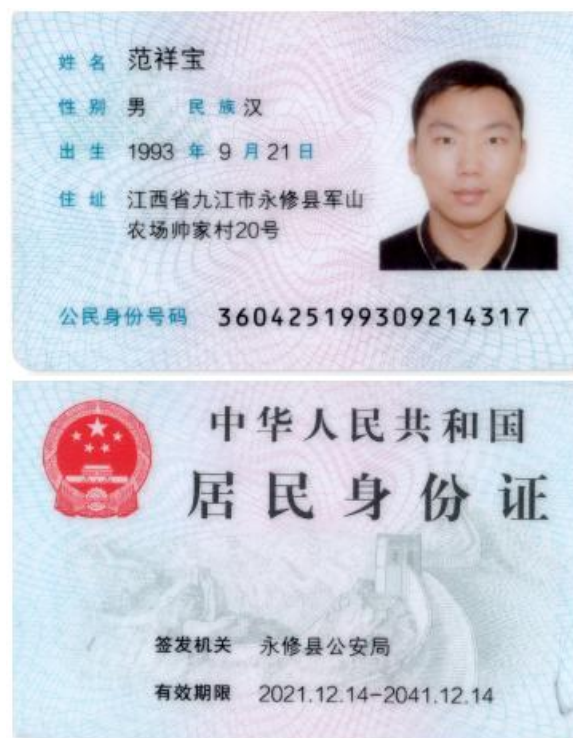 姓名 范祥宝
性别 男 民族 汉
出生 1993 年 9 月 21 日
住址 江西省九江市永修县军山
农场帅家村20号
公民身份号码 360425199309214317
中华人民共和国
居民身份证
签发机关 永修县公安局
有效期限 2021.12.14-2041.12.14